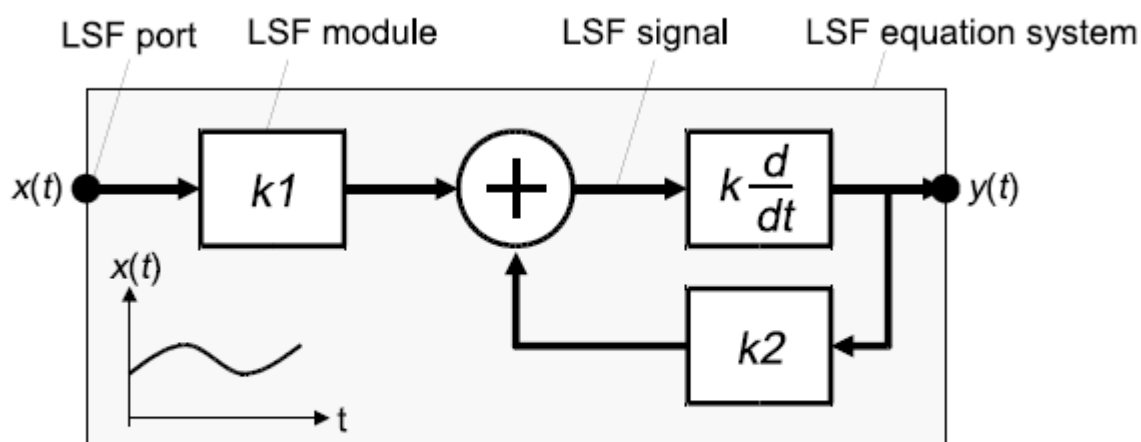 LSF port LSF module LSF signal LSF equation system
x(t) k1 + k d/dt y(t)
x(t)
k2
t